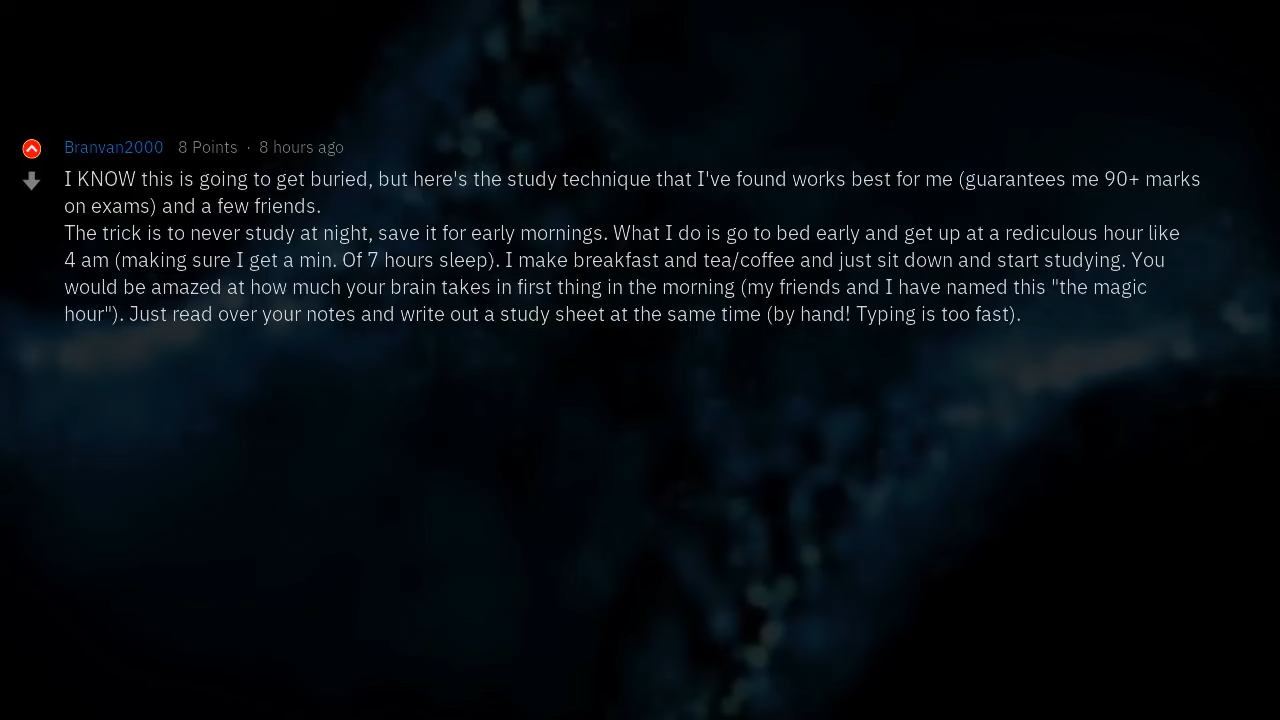 Branvan2000 8 Points · 8 hours ago
I KNOW this is going to get buried, but here's the study technique that I've found works best for me (guarantees me 90+ marks
on exams) and a few friends.
The trick is to never study at night, save it for early mornings. What I do is go to bed early and get up at a rediculous hour like
4 am (making sure I get a min. Of 7 hours sleep). I make breakfast and tea/coffee and just sit down and start studying. You
would be amazed at how much your brain takes in first thing in the morning (my friends and I have named this "the magic
hour"). Just read over your notes and write out a study sheet at the same time (by hand! Typing is too fast).